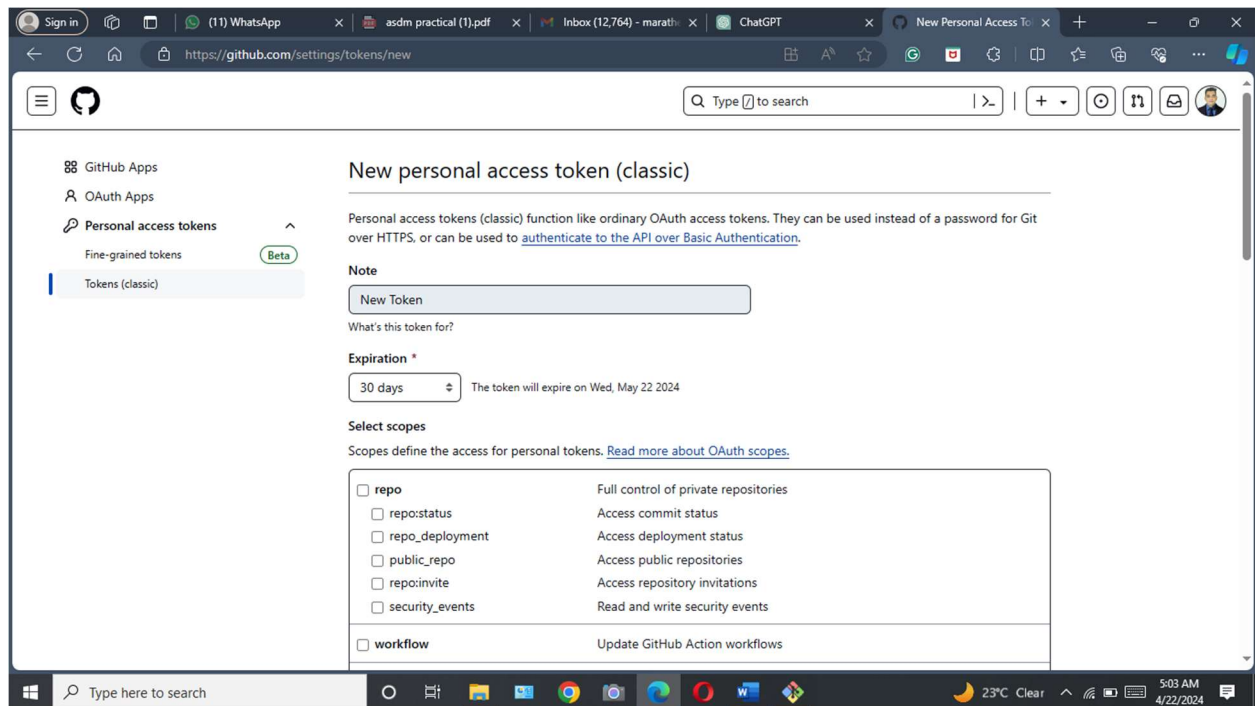 Sign in
(11) WhatsApp
asdm practical (1).pdf
Inbox (12,764) - marath
ChatGPT
New Personal Access To
https://github.com/settings/tokens/new
Type / to search
GitHub Apps
OAuth Apps
Personal access tokens
Fine-grained tokens Beta
Tokens (classic)
New personal access token (classic)
Personal access tokens (classic) function like ordinary OAuth access tokens. They can be used instead of a password for Git
over HTTPS, or can be used to authenticate to the API over Basic Authentication.
Note
New Token
What's this token for?
Expiration *
30 days The token will expire on Wed, May 22 2024
Select scopes
Scopes define the access for personal tokens. Read more about OAuth scopes.
repo Full control of private repositories
repo:status Access commit status
repo_deployment Access deployment status
public_repo Access public repositories
repo:invite Access repository invitations
security_events Read and write security events
workflow Update GitHub Action workflows
Type here to search
23°C Clear
5:03 AM
4/22/2024